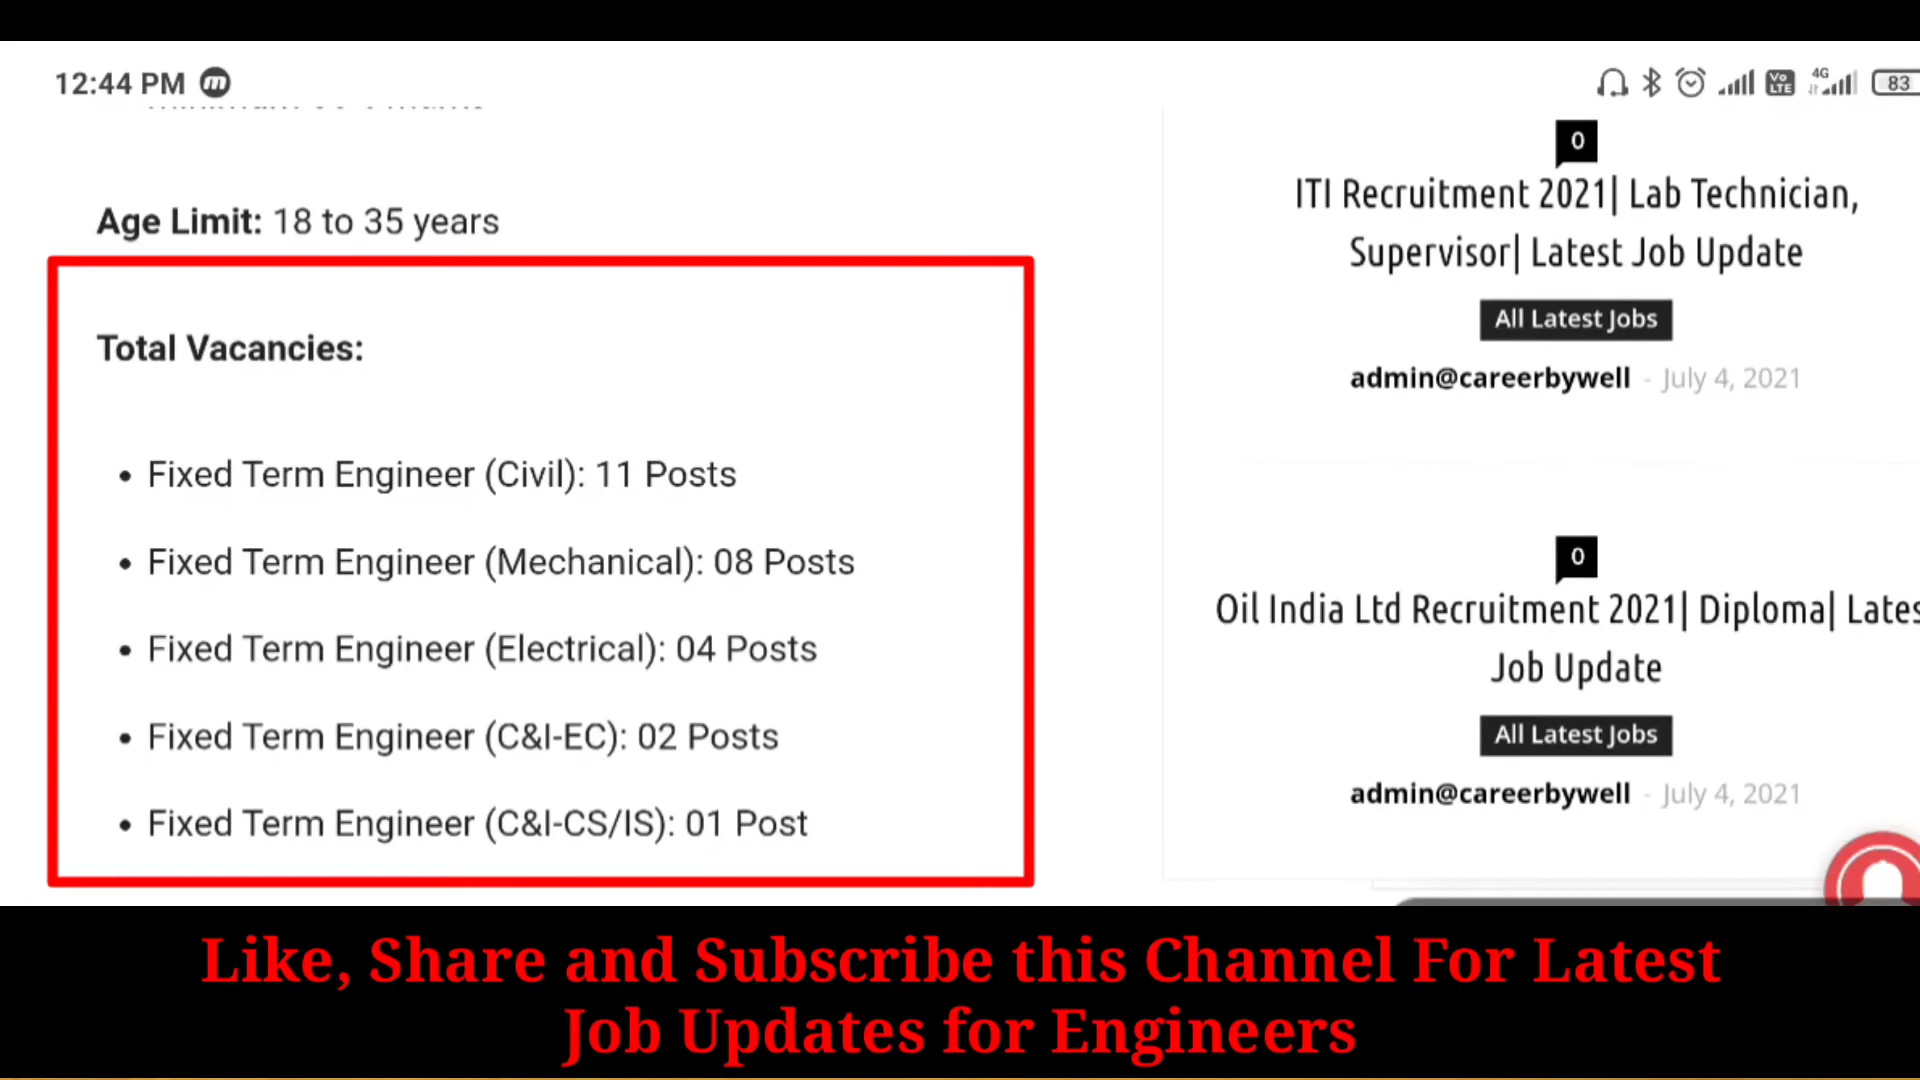 12:44 PM
Vo LTE 4G 83
Age Limit: 18 to 35 years
Total Vacancies:
• Fixed Term Engineer (Civil): 11 Posts
• Fixed Term Engineer (Mechanical): 08 Posts
• Fixed Term Engineer (Electrical): 04 Posts
• Fixed Term Engineer (C&I-EC): 02 Posts
• Fixed Term Engineer (C&I-CS/IS): 01 Post
0
ITI Recruitment 2021| Lab Technician,
Supervisor| Latest Job Update
All Latest Jobs
admin@careerbywell - July 4, 2021
0
Oil India Ltd Recruitment 2021| Diploma| Lates
Job Update
All Latest Jobs
admin@careerbywell - July 4, 2021
Like, Share and Subscribe this Channel For Latest
Job Updates for Engineers